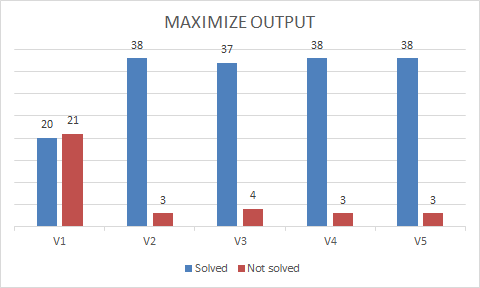 MAXIMIZE OUTPUT
38 37 38 38
20 21
3 4 3 3
V1 V2 V3 V4 V5
Solved Not solved